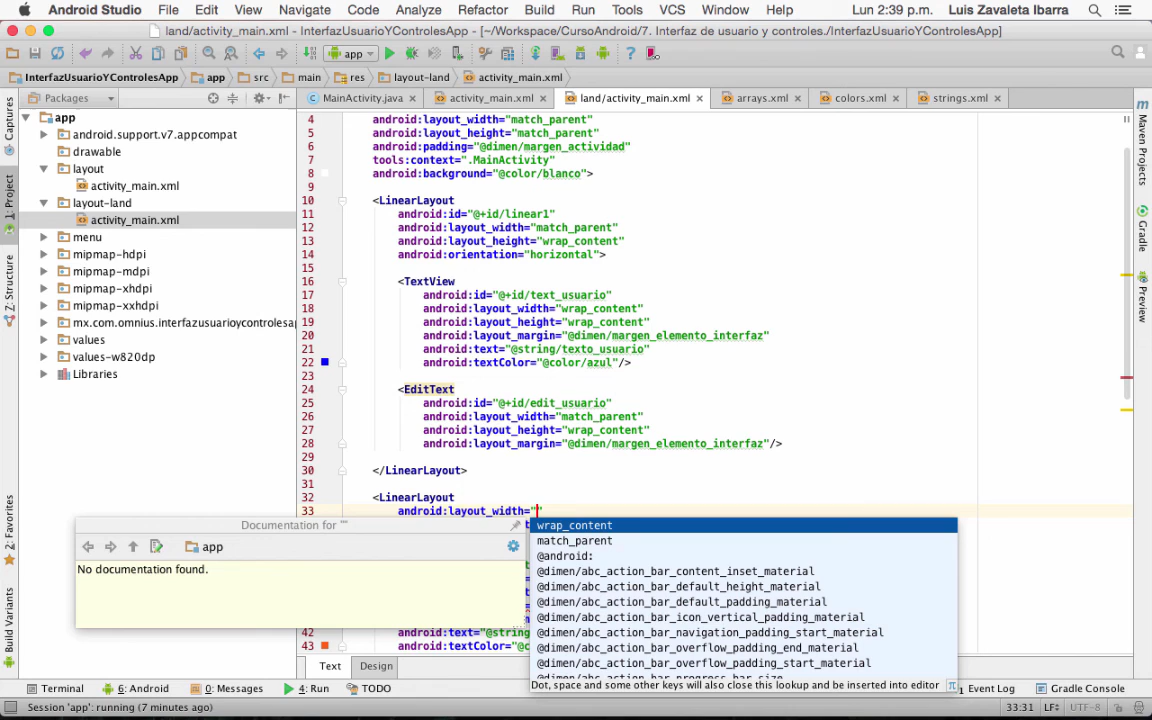 Android Studio File Edit View Navigate Code Analyze Refactor Build Run Tools VCS Window Help Lun 2:39 p.m. Luis Zavaleta Ibarra
land/activity_main.xml - InterfazUsuarioYControlesApp - [~/Workspace/CursoAndroid/7. Interfaz de usuario y controles./InterfazUsuarioYControlesApp]
app
InterfazUsuarioYControlesApp app src main res layout-land activity_main.xml
Packages MainActivity.java activity_main.xml land/activity_main.xml arrays.xml colors.xml strings.xml
Captures
1: Project
Z: Structure
2: Favorites
Build Variants
app
android.support.v7.appcompat
drawable
layout
activity_main.xml
layout-land
activity_main.xml
menu
mipmap-hdpi
mipmap-mdpi
mipmap-xhdpi
mipmap-xxhdpi
mx.com.omnius.interfazusuarioycontrolesap
values
values-w820dp
Libraries
4 android:layout_width="match_parent"
5 android:layout_height="match_parent"
6 android:padding="@dimen/margen_actividad"
7 tools:context=".MainActivity"
8 android:background="@color/blanco">
9
10 <LinearLayout
11 android:id="@+id/linear1"
12 android:layout_width="match_parent"
13 android:layout_height="wrap_content"
14 android:orientation="horizontal">
15
16 <TextView
17 android:id="@+id/text_usuario"
18 android:layout_width="wrap_content"
19 android:layout_height="wrap_content"
20 android:layout_margin="@dimen/margen_elemento_interfaz"
21 android:text="@string/texto_usuario"
22 android:textColor="@color/azul"/>
23
24 <EditText
25 android:id="@+id/edit_usuario"
26 android:layout_width="match_parent"
27 android:layout_height="wrap_content"
28 android:layout_margin="@dimen/margen_elemento_interfaz"/>
29
30 </LinearLayout>
31
32 <LinearLayout
33 android:layout_width=""
Documentation for ""
app
No documentation found.
wrap_content
match_parent
@android:
@dimen/abc_action_bar_content_inset_material
@dimen/abc_action_bar_default_height_material
@dimen/abc_action_bar_default_padding_material
@dimen/abc_action_bar_icon_vertical_padding_material
@dimen/abc_action_bar_navigation_padding_start_material
@dimen/abc_action_bar_overflow_padding_end_material
@dimen/abc_action_bar_overflow_padding_start_material
@dimen/abc_action_bar_progress_bar_size
Dot, space and some other keys will also close this lookup and be inserted into editor π
42 android:text="@string
43 android:textColor="@c
Maven Projects
Gradle
Preview
Text Design
Terminal 6: Android 0: Messages 4: Run TODO 1 Event Log Gradle Console
Session 'app': running (7 minutes ago) 33:31 LF UTF-8